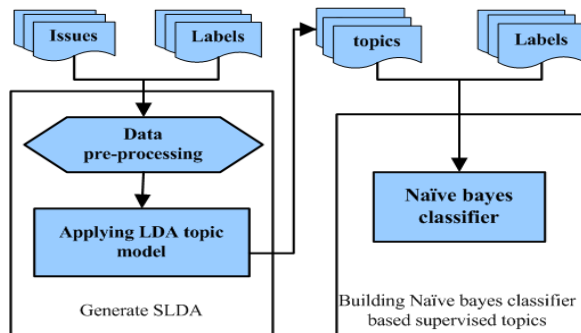 Issues
Labels
topics
Labels
Data
pre-processing
Applying LDA topic
model
Generate SLDA
Naïve bayes
classifier
Building Naïve bayes classifier
based supervised topics